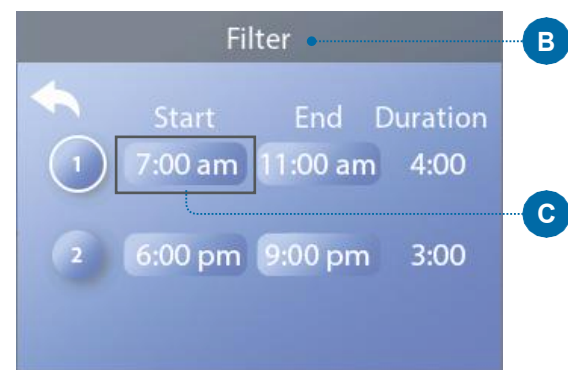 Filter
B
Start End Duration
1 7:00 am 11:00 am 4:00
C
2 6:00 pm 9:00 pm 3:00